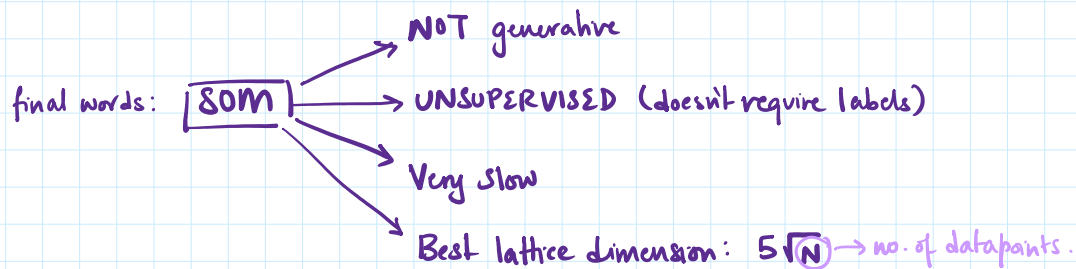 NOT generative
final words: SOM UNSUPERVISED (doesn't require labels)
Very slow
Best lattice dimension: 5√N → no. of datapoints.